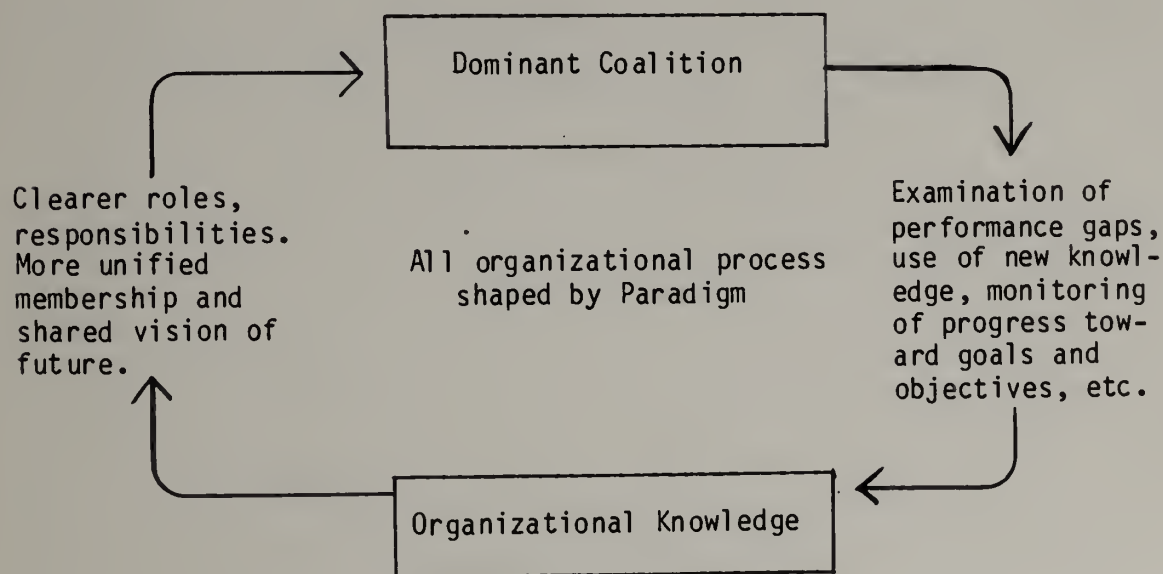 Dominant Coalition
Clearer roles,
responsibilities.
More unified
membership and
shared vision of
future.
All organizational process
shaped by Paradigm
Examination of
performance gaps,
use of new knowl-
edge, monitoring
of progress tow-
ard goals and
objectives, etc.
Organizational Knowledge